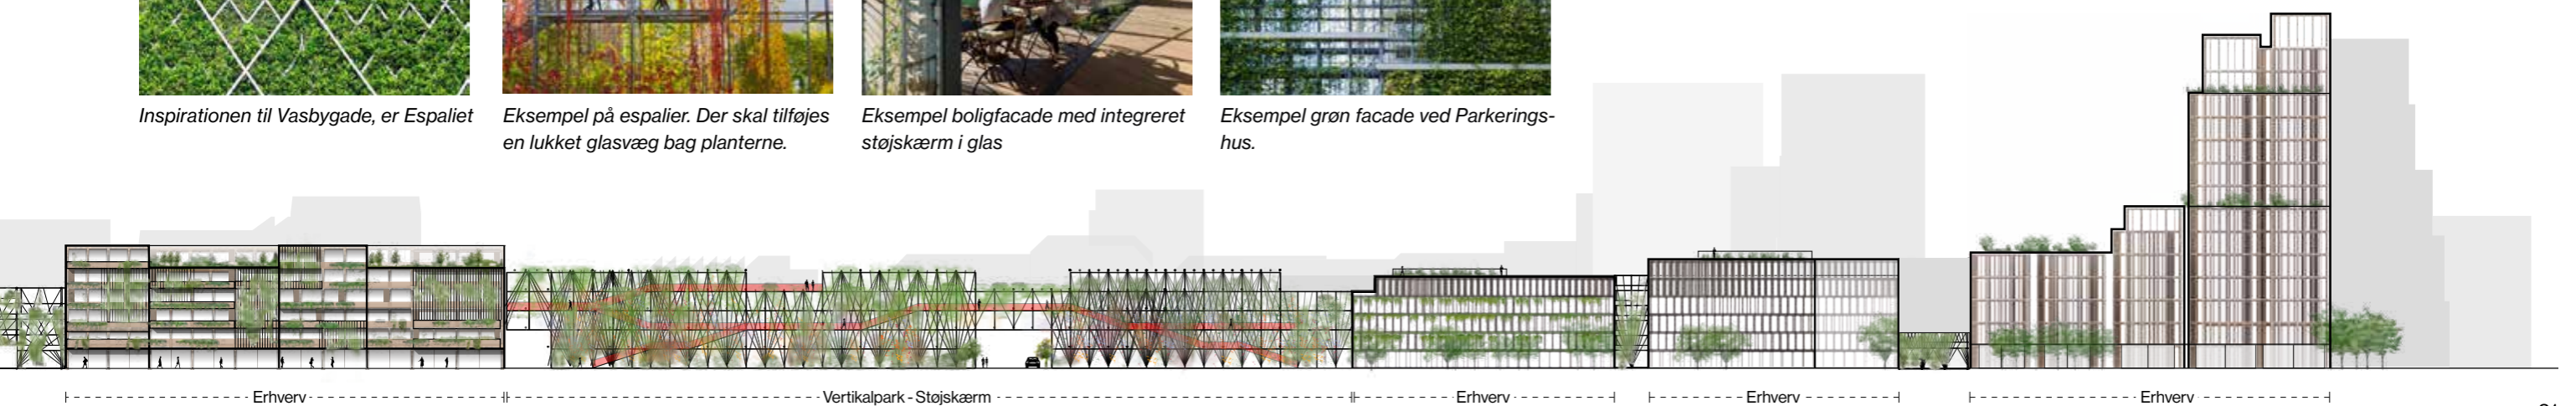 Inspirationen til Vasbygade, er Espaliet
Eksempel på espalier. Der skal tilføjes
en lukket glasvæg bag planterne.
Eksempel boligfacade med integreret
støjskærm i glas
Eksempel grøn facade ved Parkerings-
hus.
Erhverv
Vertikalpark - Støjskærm
Erhverv
Erhverv
Erhverv